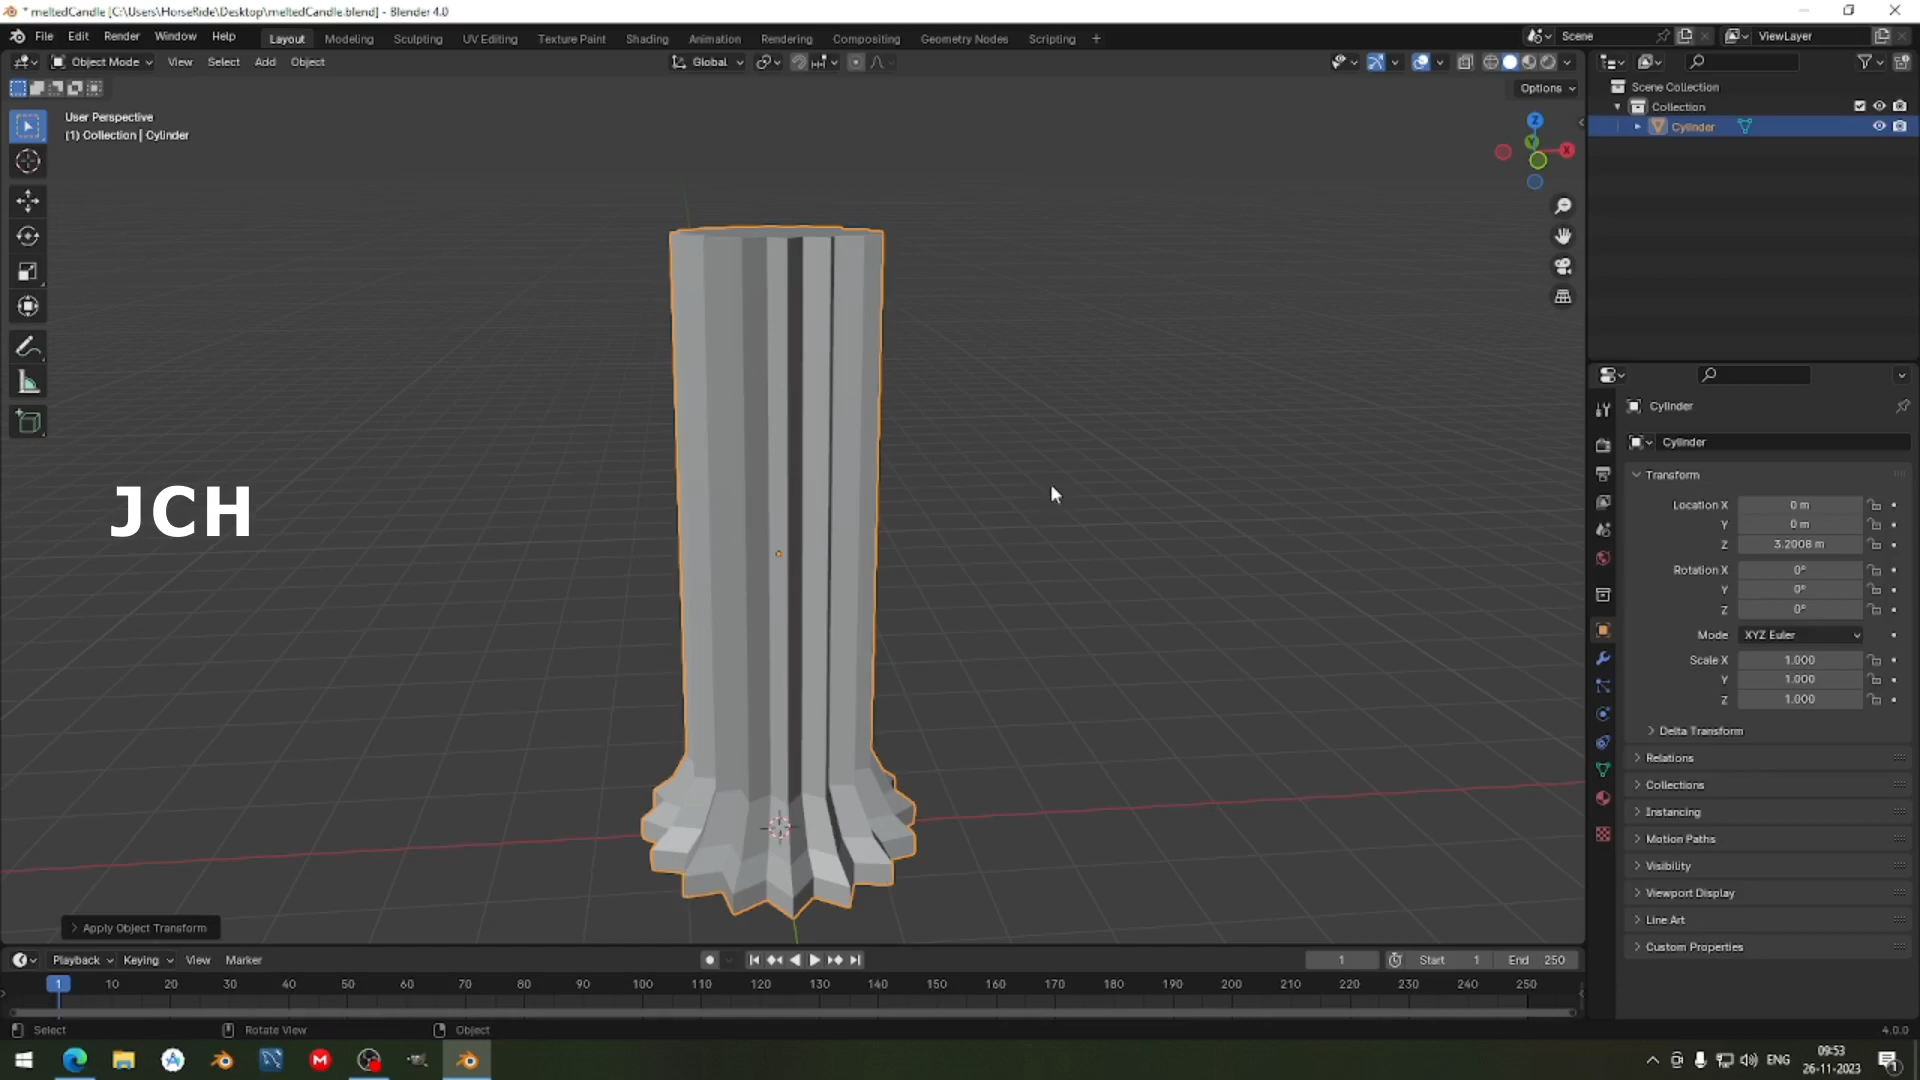 * meltedCandle [C:\Users\HorseRide\Desktop\meltedCandle.blend] - Blender 4.0
File Edit Render Window Help Layout Modeling Sculpting UV Editing Texture Paint Shading Animation Rendering Compositing Geometry Nodes Scripting + Scene ViewLayer
Object Mode View Select Add Object Global
Options
User Perspective
(1) Collection | Cylinder
Z
Y
X
Scene Collection
Collection
Cylinder
JCH
Cylinder
Cylinder
Transform
Location X 0 m
Y 0 m
Z 3.2008 m
Rotation X 0°
Y 0°
Z 0°
Mode XYZ Euler
Scale X 1.000
Y 1.000
Z 1.000
Delta Transform
Relations
Collections
Instancing
Motion Paths
Visibility
Viewport Display
Line Art
Custom Properties
Apply Object Transform
Playback Keying View Marker 1 Start 1 End 250
1 10 20 30 40 50 60 70 80 90 100 110 120 130 140 150 160 170 180 190 200 210 220 230 240 250
Select Rotate View Object 4.0.0
ENG 09:53
26-11-2023
1